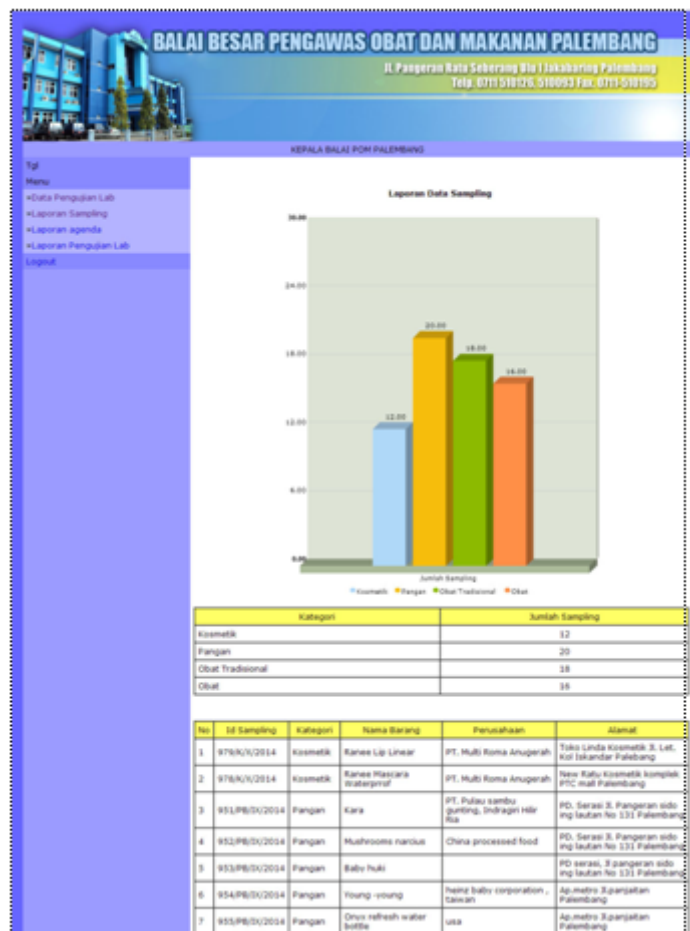 BALAI BESAR PENGAWAS OBAT DAN MAKANAN PALEMBANG
Jl. Pangeran Ratu Seberang Ulu I Jakabaring Palembang
Telp. 0711 510126, 510093 Fax. 0711-510195
KEPALA BALAI POM PALEMBANG
Tgl
Menu
»Data Pengujian Lab
»Laporan Sampling
»Laporan agenda
»Laporan Pengujian Lab
Logout
Laporan Data Sampling
30.00
24.00
18.00
12.00
6.00
0.00
12.00
20.00
18.00
16.00
Jumlah Sampling
Kosmetik Pangan Obat Tradisional Obat
Kategori Jumlah Sampling
Kosmetik 12
Pangan 20
Obat Tradisional 18
Obat 16
No Id Sampling Kategori Nama Barang Perusahaan Alamat
1 979/K/X/2014 Kosmetik Ranee Lip Linear PT. Multi Roma Anugerah Toko Linda Kosmetik Jl. Let. Kol Iskandar Palebang
2 978/K/X/2014 Kosmetik Ranee Mascara Waterprrof PT. Multi Roma Anugerah New Ratu Kosmetik komplek PTC mall Palembang
3 951/PB/IX/2014 Pangan Kara PT. Pulau sambu gunting, Indragiri Hilir Ria PD. Serasi Jl. Pangeran sido ing lautan No 131 Palembang
4 952/PB/IX/2014 Pangan Mushrooms narcius China processed food PD. Serasi Jl. Pangeran sido ing lautan No 131 Palembang
5 953/PB/IX/2014 Pangan Baby huki PD serasi, Jl pangeran sido ing lautan No 131 Palembang
6 954/PB/IX/2014 Pangan Young -young heinz baby corporation , taiwan Ap.metro Jl.panjaitan Palembang
7 955/PB/IX/2014 Pangan Onyx refresh water bottle usa Ap.metro Jl.panjaitan Palembang